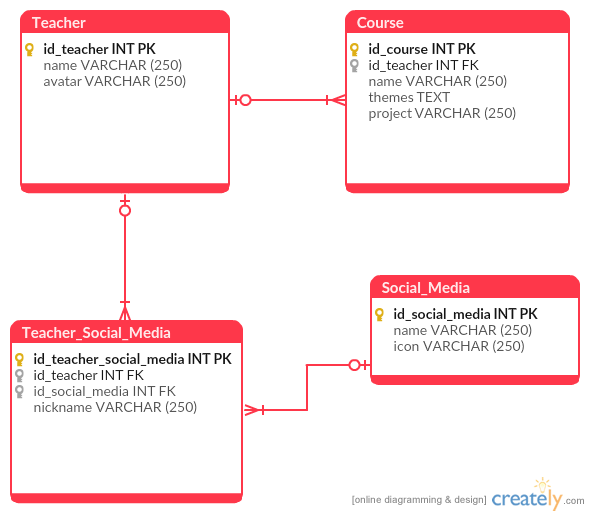 Teacher
id_teacher INT PK
name VARCHAR (250)
avatar VARCHAR (250)
Course
id_course INT PK
id_teacher INT FK
name VARCHAR (250)
themes TEXT
project VARCHAR (250)
Social_Media
id_social_media INT PK
name VARCHAR (250)
icon VARCHAR (250)
Teacher_Social_Media
id_teacher_social_media INT PK
id_teacher INT FK
id_social_media INT FK
nickname VARCHAR (250)
[online diagramming & design] creately.com